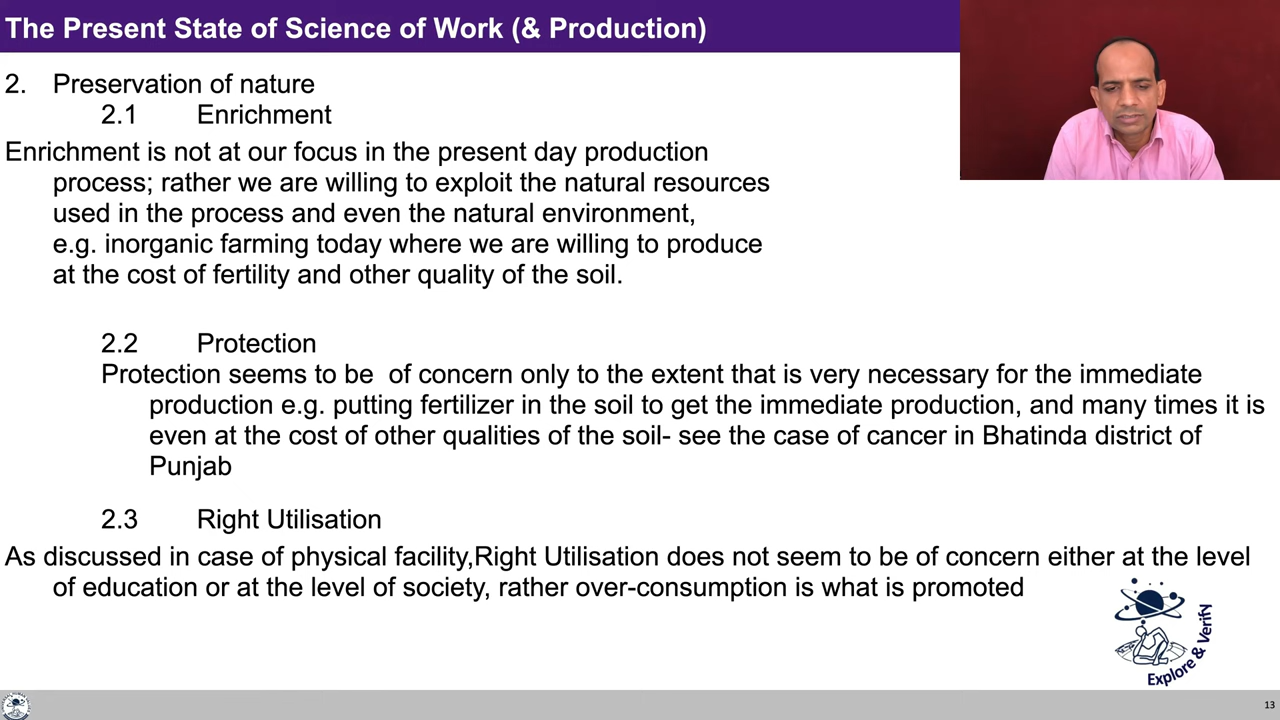 The Present State of Science of Work (& Production)
2. Preservation of nature
2.1 Enrichment
Enrichment is not at our focus in the present day production
process; rather we are willing to exploit the natural resources
used in the process and even the natural environment,
e.g. inorganic farming today where we are willing to produce
at the cost of fertility and other quality of the soil.
2.2 Protection
Protection seems to be  of concern only to the extent that is very necessary for the immediate
production e.g. putting fertilizer in the soil to get the immediate production, and many times it is
even at the cost of other qualities of the soil- see the case of cancer in Bhatinda district of
Punjab
2.3 Right Utilisation
As discussed in case of physical facility,Right Utilisation does not seem to be of concern either at the level
of education or at the level of society, rather over-consumption is what is promoted
Explore & Verify
13